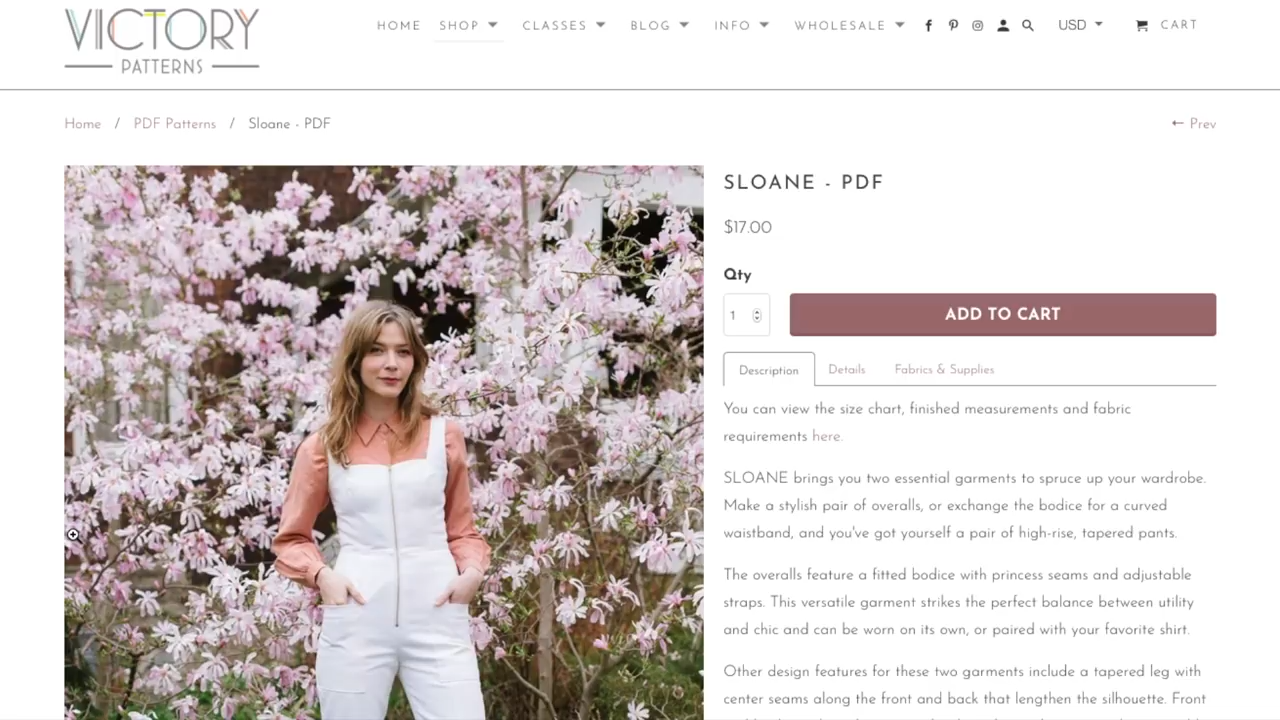 VICTORY
PATTERNS
HOME SHOP CLASSES BLOG INFO WHOLESALE USD CART
Home / PDF Patterns / Sloane - PDF
← Prev
SLOANE - PDF
$17.00
Qty
1
ADD TO CART
Description Details Fabrics & Supplies
You can view the size chart, finished measurements and fabric
requirements here.
SLOANE brings you two essential garments to spruce up your wardrobe.
Make a stylish pair of overalls, or exchange the bodice for a curved
waistband, and you've got yourself a pair of high-rise, tapered pants.
The overalls feature a fitted bodice with princess seams and adjustable
straps. This versatile garment strikes the perfect balance between utility
and chic and can be worn on its own, or paired with your favorite shirt.
Other design features for these two garments include a tapered leg with
center seams along the front and back that lengthen the silhouette. Front